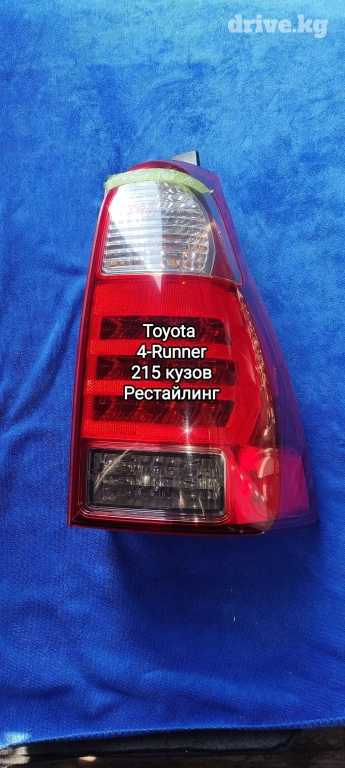 drive.kg
Toyota
4-Runner
215 кузов
Рестайлинг